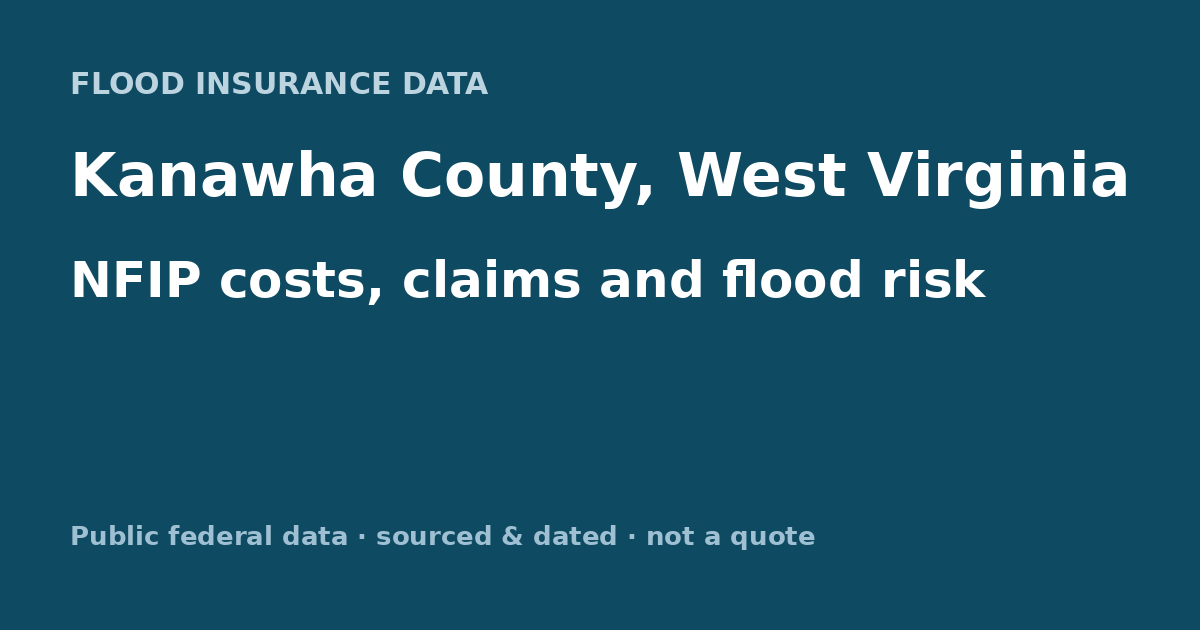 FLOOD INSURANCE DATA
Kanawha County, West Virginia
NFIP costs, claims and flood risk
Public federal data · sourced & dated · not a quote